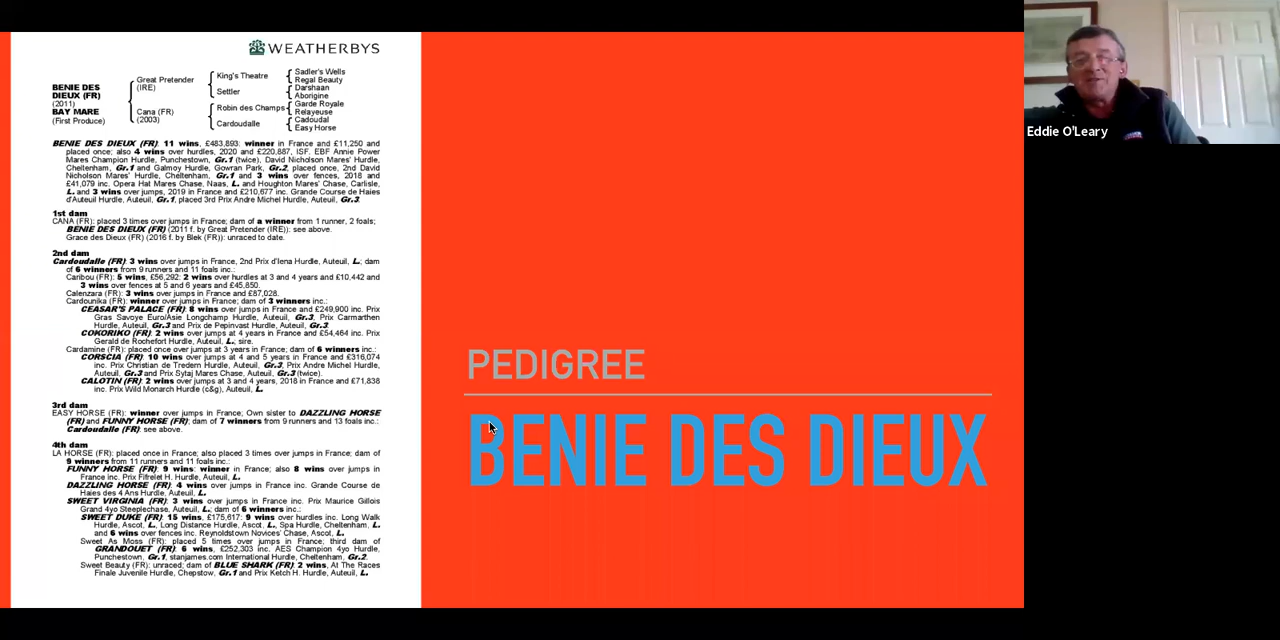 WEATHERBYS
BENIE DES
DIEUX (FR)
(2011)
BAY MARE
(First Produce)
Great Pretender
(IRE)
Cana (FR)
(2003)
King's Theatre
Settler
Robin des Champs
Cardoudalle
Sadler's Wells
Regal Beauty
Darshaan
Aborigine
Garde Royale
Relayeuse
Cadoudal
Easy Horse
BENIE DES DIEUX (FR): 11 wins, £483,893: winner in France and £11,250 and
placed once; also 4 wins over hurdles, 2020 and £220,887, ISF, EBF Annie Power
Mares Champion Hurdle, Punchestown, Gr.1 (twice), David Nicholson Mares' Hurdle,
Cheltenham, Gr.1 and Galmoy Hurdle, Gowran Park, Gr.2, placed once, 2nd David
Nicholson Mares' Hurdle, Cheltenham, Gr.1 and 3 wins over fences, 2018 and
£41,079 inc. Opera Hat Mares Chase, Naas, L. and Houghton Mares' Chase, Carlisle,
L. and 3 wins over jumps, 2019 in France and £210,677 inc. Grande Course de Haies
d'Auteuil Hurdle, Auteuil, Gr.1, placed 3rd Prix Andre Michel Hurdle, Auteuil, Gr.3.
1st dam
CANA (FR): placed 3 times over jumps in France; dam of a winner from 1 runner, 2 foals;
BENIE DES DIEUX (FR) (2011 f. by Great Pretender (IRE)): see above.
Grace des Dieux (FR) (2016 f. by Blek (FR)): unraced to date.
2nd dam
Cardoudalle (FR): 3 wins over jumps in France, 2nd Prix d'Iena Hurdle, Auteuil, L.; dam
of 6 winners from 9 runners and 11 foals inc.:
Caribou (FR): 5 wins, £56,292: 2 wins over hurdles at 3 and 4 years and £10,442 and
3 wins over fences at 5 and 6 years and £45,850.
Calenzara (FR): 3 wins over jumps in France and £87,028.
Cardounika (FR): winner over jumps in France; dam of 3 winners inc.:
CEASAR'S PALACE (FR): 8 wins over jumps in France and £249,900 inc. Prix
Gras Savoye Euro/Asie Longchamp Hurdle, Auteuil, Gr.3, Prix Carmarthen
Hurdle, Auteuil, Gr.3 and Prix de Pepinvast Hurdle, Auteuil, Gr.3.
COKORIKO (FR): 2 wins over jumps at 4 years in France and £54,464 inc. Prix
Gerald de Rochefort Hurdle, Auteuil, L.; sire.
Cardamine (FR): placed once over jumps at 3 years in France; dam of 6 winners inc.:
CORSCIA (FR): 10 wins over jumps at 4 and 5 years in France and £316,074
inc. Prix Christian de Tredern Hurdle, Auteuil, Gr.3, Prix Andre Michel Hurdle,
Auteuil, Gr.3 and Prix Sytaj Mares Chase, Auteuil, Gr.3 (twice).
CALOTIN (FR): 2 wins over jumps at 3 and 4 years, 2018 in France and £71,838
inc. Prix Wild Monarch Hurdle (c&g), Auteuil, L.
3rd dam
EASY HORSE (FR): winner over jumps in France; Own sister to DAZZLING HORSE
(FR) and FUNNY HORSE (FR); dam of 7 winners from 9 runners and 13 foals inc.:
Cardoudalle (FR): see above.
4th dam
LA HORSE (FR): placed once in France; also placed 3 times over jumps in France; dam of
9 winners from 11 runners and 11 foals inc.:
FUNNY HORSE (FR): 9 wins: winner in France; also 8 wins over jumps in
France inc. Prix Fifrelet H. Hurdle, Auteuil, L.
DAZZLING HORSE (FR): 4 wins over jumps in France inc. Grande Course de
Haies des 4 Ans Hurdle, Auteuil, L.
SWEET VIRGINIA (FR): 3 wins over jumps in France inc. Prix Maurice Gillois
Grand 4yo Steeplechase, Auteuil, L.; dam of 6 winners inc.:
SWEET DUKE (FR): 15 wins, £175,617: 9 wins over hurdles inc. Long Walk
Hurdle, Ascot, L., Long Distance Hurdle, Ascot, L., Spa Hurdle, Cheltenham, L.
and 6 wins over fences inc. Reynoldstown Novices' Chase, Ascot, L.
Sweet As Moss (FR): placed 5 times over jumps in France; third dam of
GRANDOUET (FR): 6 wins, £252,303 inc. AES Champion 4yo Hurdle,
Punchestown, Gr.1, stanjames.com International Hurdle, Cheltenham, Gr.2.
Sweet Beauty (FR): unraced; dam of BLUE SHARK (FR): 2 wins, At The Races
Finale Juvenile Hurdle, Chepstow, Gr.1 and Prix Ketch H. Hurdle, Auteuil, L.
PEDIGREE
BENIE DES DIEUX
Eddie O'Leary